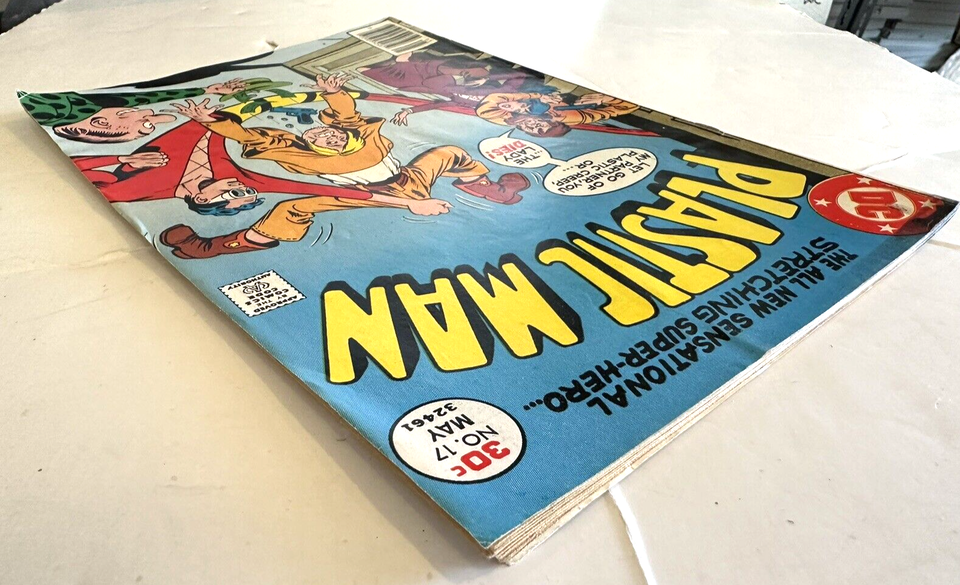 THE ALL NEW SENSATIONAL
STRETCHING SUPER-HERO...
DC
30¢
NO. 17
MAY
32461
PLASTIC MAN
APPROVED
BY THE
COMICS
CODE
CA
AUTHORITY
LET GO OF
MY PARTNER, YOU
PLASTIC CREEP,
OR...
...THE
LADY
DIES!